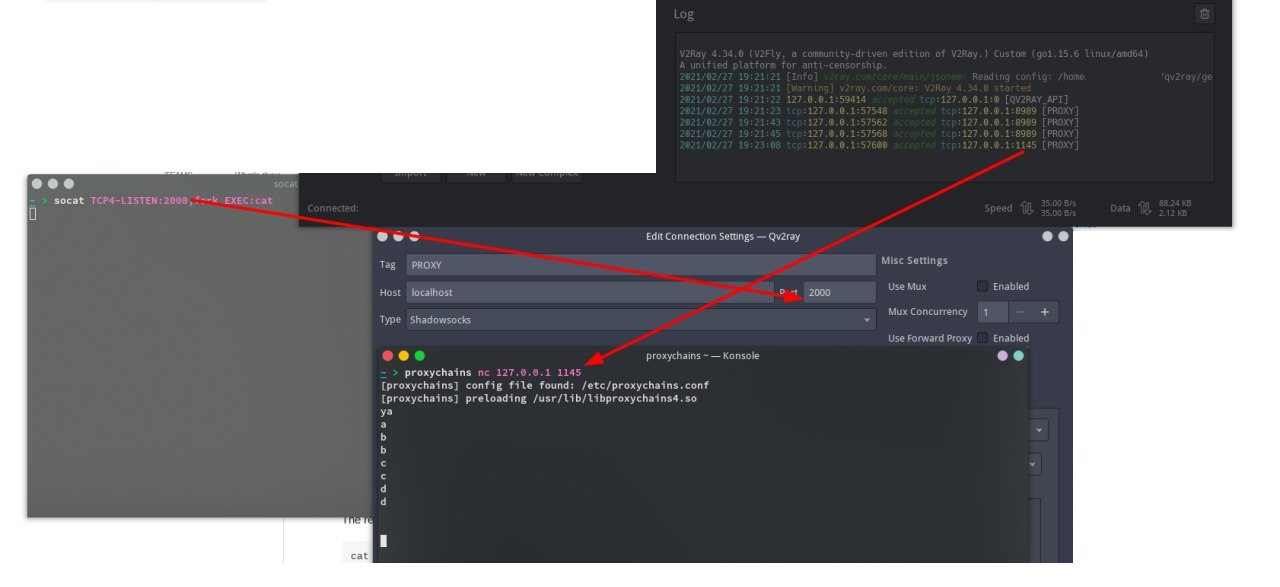 Log
V2Ray 4.34.0 (V2Fly, a community-driven edition of V2Ray.) Custom (go1.15.6 linux/amd64)
A unified platform for anti-censorship.
2021/02/27 19:21:21 [Info] v2ray.com/core/main/jsonem: Reading config: /home, 'qv2ray/ge
2021/02/27 19:21:21 [Warning] v2ray.com/core: V2Ray 4.34.0 started
2021/02/27 19:21:22 127.0.0.1:59414 accepted tcp:127.0.0.1:0 [QV2RAY_API]
2021/02/27 19:21:23 tcp:127.0.0.1:57548 accepted tcp:127.0.0.1:8989 [PROXY]
2021/02/27 19:21:43 tcp:127.0.0.1:57562 accepted tcp:127.0.0.1:8989 [PROXY]
2021/02/27 19:21:45 tcp:127.0.0.1:57568 accepted tcp:127.0.0.1:8989 [PROXY]
2021/02/27 19:23:08 tcp:127.0.0.1:57600 accepted tcp:127.0.0.1:1145 [PROXY]
Import New New Complex
socat
~ > socat TCP4-LISTEN:2000,fork EXEC:cat
Connected:
Speed 35.00 B/s
35.00 B/s
Data 88.24 KB
2.12 KB
Edit Connection Settings — Qv2ray
Tag PROXY
Host localhost Port 2000
Type Shadowsocks
Misc Settings
Use Mux Enabled
Mux Concurrency 1 − +
Use Forward Proxy Enabled
proxychains ~ — Konsole
~ > proxychains nc 127.0.0.1 1145
[proxychains] config file found: /etc/proxychains.conf
[proxychains] preloading /usr/lib/libproxychains4.so
ya
a
b
b
c
c
d
d
The re
cat